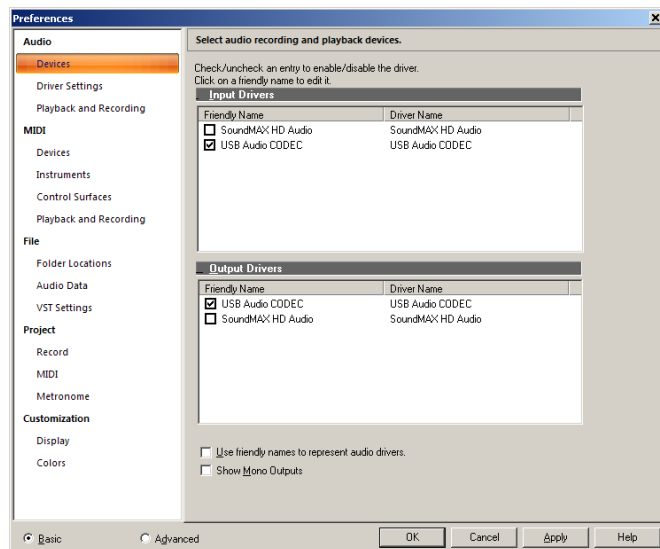 Preferences
Audio
Devices
Driver Settings
Playback and Recording
MIDI
Devices
Instruments
Control Surfaces
Playback and Recording
File
Folder Locations
Audio Data
VST Settings
Project
Record
MIDI
Metronome
Customization
Display
Colors
Basic
Advanced
Select audio recording and playback devices.
Check/uncheck an entry to enable/disable the driver.
Click on a friendly name to edit it.
Input Drivers
Friendly Name Driver Name
SoundMAX HD Audio SoundMAX HD Audio
USB Audio CODEC USB Audio CODEC
Output Drivers
Friendly Name Driver Name
USB Audio CODEC USB Audio CODEC
SoundMAX HD Audio SoundMAX HD Audio
Use friendly names to represent audio drivers.
Show Mono Outputs
OK Cancel Apply Help